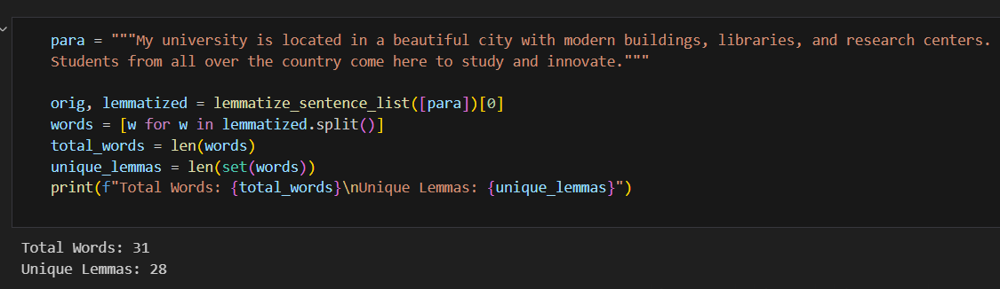 para = """My university is located in a beautiful city with modern buildings, libraries, and research centers.
Students from all over the country come here to study and innovate."""
orig, lemmatized = lemmatize_sentence_list([para])[0]
words = [w for w in lemmatized.split()]
total_words = len(words)
unique_lemmas = len(set(words))
print(f"Total Words: {total_words}\nUnique Lemmas: {unique_lemmas}")
Total Words: 31
Unique Lemmas: 28